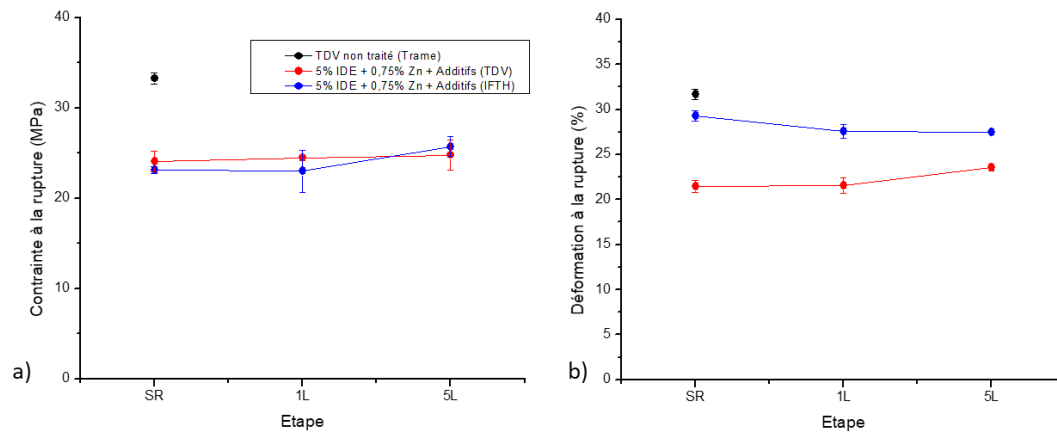 40
30
20
10
0
Contrainte à la rupture (MPa)
TDV non traité (Trame)
5% IDE + 0,75% Zn + Additifs (TDV)
5% IDE + 0,75% Zn + Additifs (IFTH)
SR
1L
5L
Etape
a)
40
35
30
25
20
15
10
5
0
Déformation à la rupture (%)
SR
1L
5L
Etape
b)